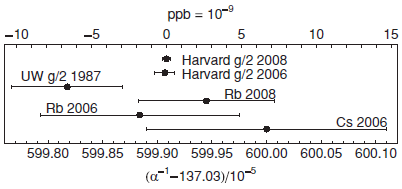 ppb = 10⁻⁹
−10 −5 0 5 10 15
Harvard g/2 2008
Harvard g/2 2006
UW g/2 1987
Rb 2008
Rb 2006
Cs 2006
599.80 599.85 599.90 599.95 600.00 600.05 600.10
(α⁻¹−137.03)/10⁻⁵